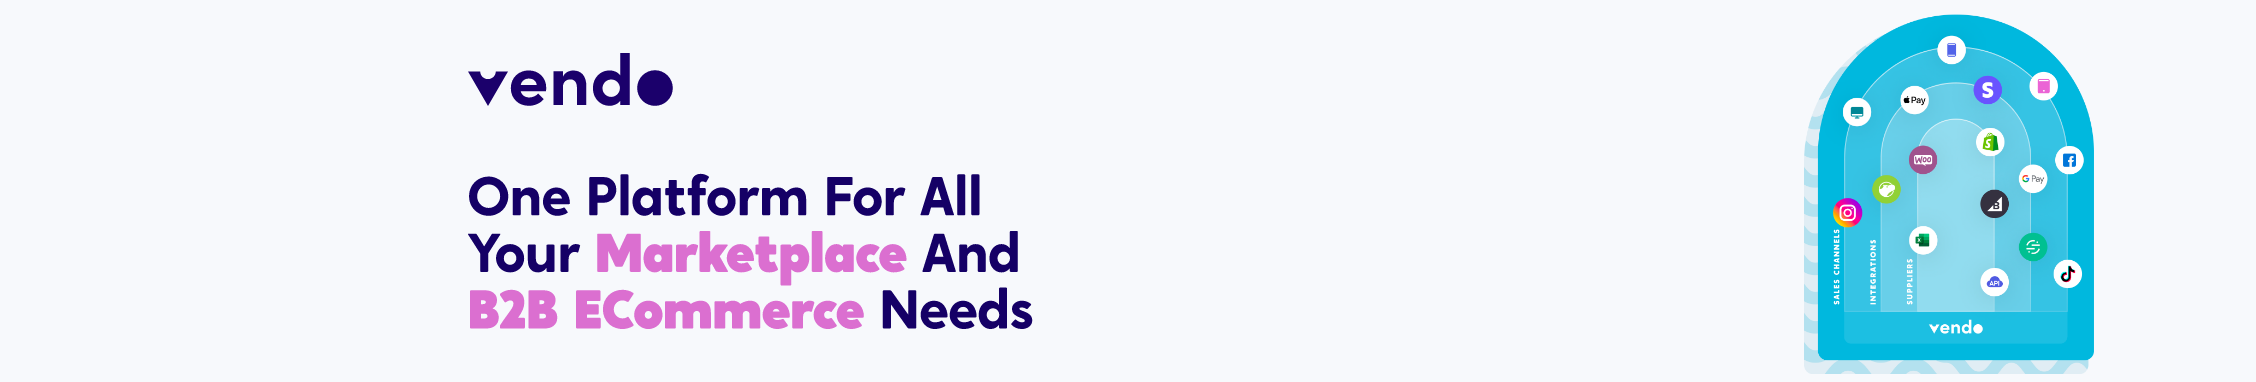 vendo
One Platform For All
Your Marketplace And
B2B ECommerce Needs
Pay
S
WOO
G Pay
B
API
SALES CHANNELS
INTEGRATIONS
SUPPLIERS
vendo